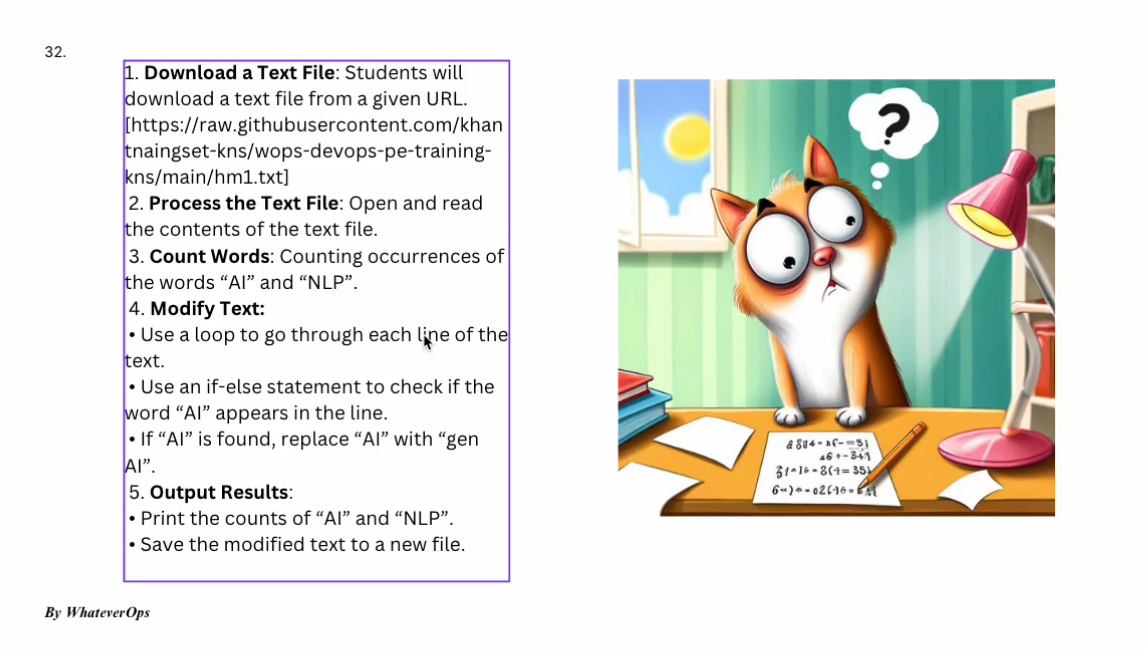 32.
1. Download a Text File: Students will
download a text file from a given URL.
[https://raw.githubusercontent.com/khan
tnaingset-kns/wops-devops-pe-training-
kns/main/hm1.txt]
2. Process the Text File: Open and read
the contents of the text file.
3. Count Words: Counting occurrences of
the words “AI” and “NLP”.
4. Modify Text:
• Use a loop to go through each line of the
text.
• Use an if-else statement to check if the
word “AI” appears in the line.
• If “AI” is found, replace “AI” with “gen
AI”.
5. Output Results:
• Print the counts of “AI” and “NLP”.
• Save the modified text to a new file.
?
By WhateverOps